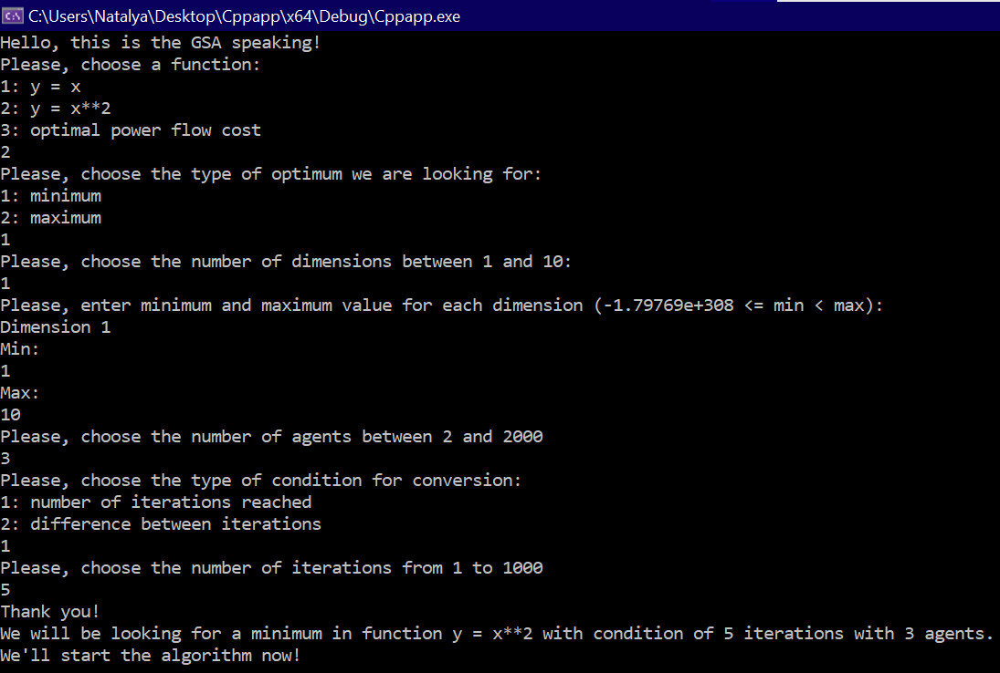 C:\Users\Natalya\Desktop\Cppapp\x64\Debug\Cppapp.exe
Hello, this is the GSA speaking!
Please, choose a function:
1: y = x
2: y = x**2
3: optimal power flow cost
2
Please, choose the type of optimum we are looking for:
1: minimum
2: maximum
1
Please, choose the number of dimensions between 1 and 10:
1
Please, enter minimum and maximum value for each dimension (-1.79769e+308 <= min < max):
Dimension 1
Min:
1
Max:
10
Please, choose the number of agents between 2 and 2000
3
Please, choose the type of condition for conversion:
1: number of iterations reached
2: difference between iterations
1
Please, choose the number of iterations from 1 to 1000
5
Thank you!
We will be looking for a minimum in function y = x**2 with condition of 5 iterations with 3 agents.
We'll start the algorithm now!